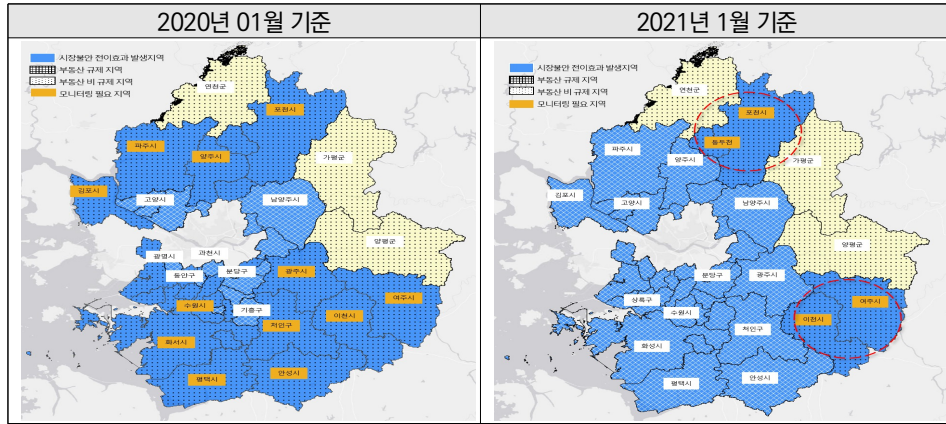 2020년 01월 기준
2021년 1월 기준
시장불안 전이효과 발생지역
부동산 규제 지역
부동산 비 규제 지역
모니터링 필요 지역
연천군
포천시
파주시
양주시
가평군
김포시
고양시
남양주시
양평군
광명시
과천시
동안구
분당구
광주시
수원시
기흥구
처인구
이천시
여주시
화서시
평택시
안성시
시장불안 전이효과 발생지역
부동산 규제 지역
부동산 비 규제 지역
모니터링 필요 지역
연천군
포천시
파주시
양주시
동두천
가평군
김포시
고양시
남양주시
양평군
분당구
광주시
상록구
수원시
처인구
이천시
여주시
화성시
평택시
안성시